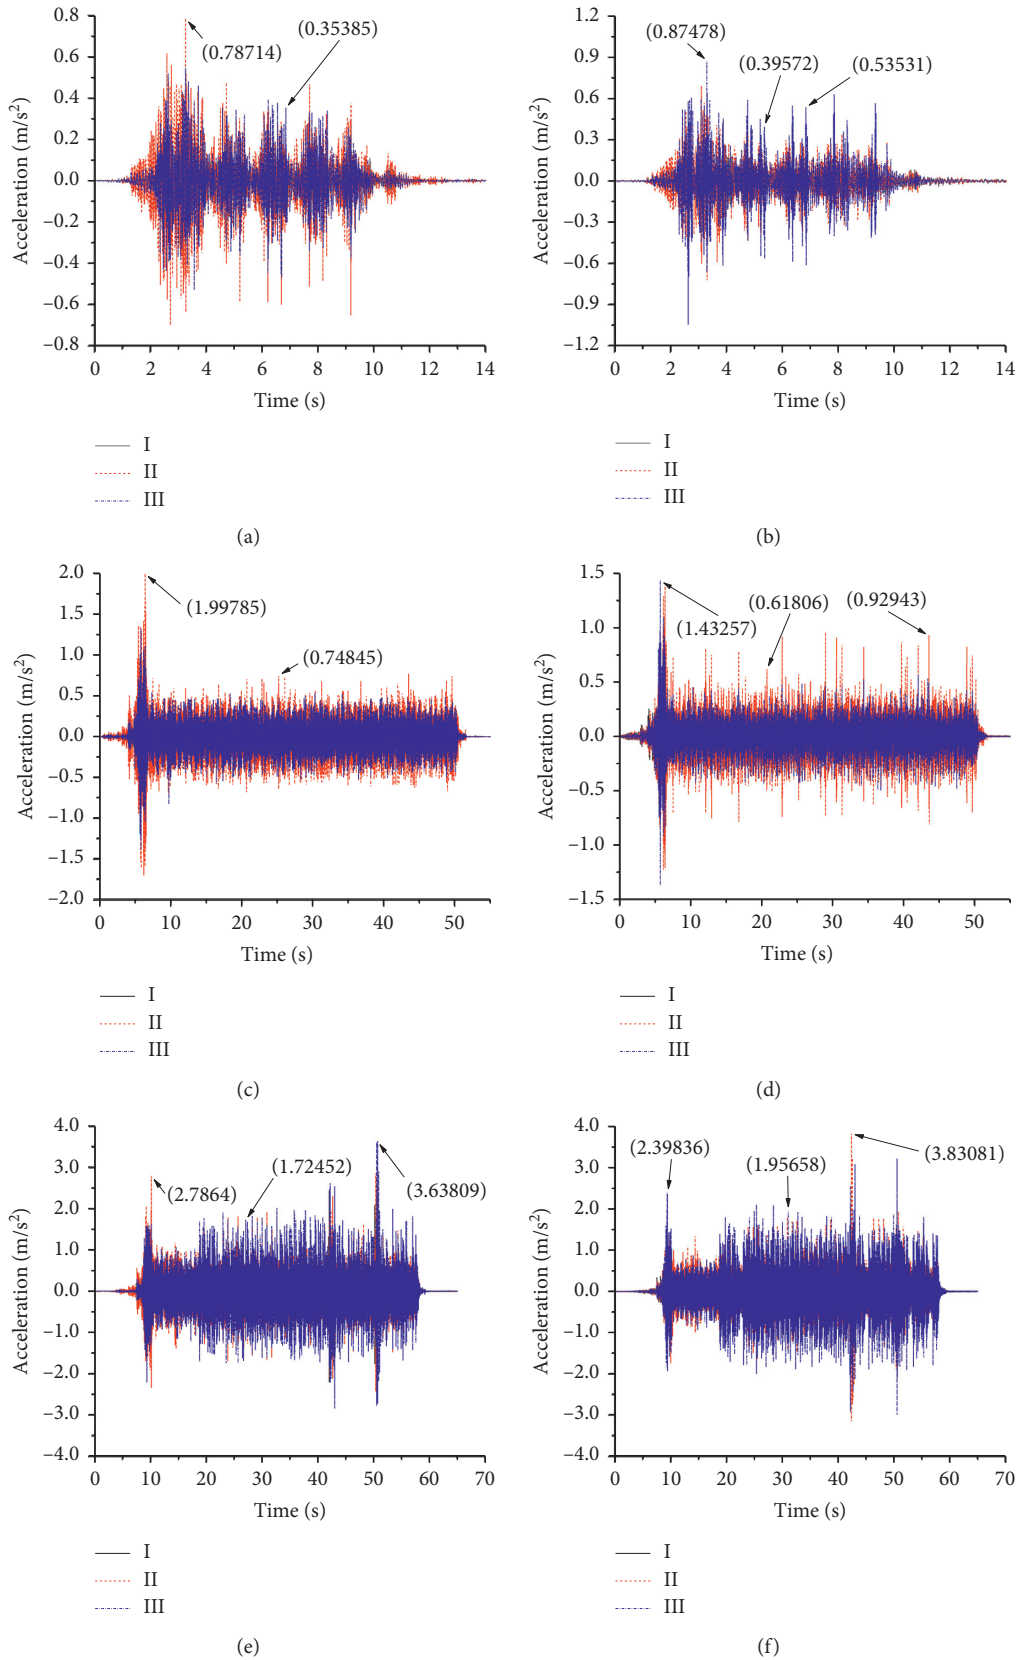 0.8
0.6
0.4
0.2
0.0
−0.2
−0.4
−0.6
−0.8
Acceleration (m/s²)
(0.78714)
(0.35385)
0 2 4 6 8 10 12 14
Time (s)
I
II
III
(a)
1.2
0.9
0.6
0.3
0.0
−0.3
−0.6
−0.9
−1.2
Acceleration (m/s²)
(0.87478)
(0.39572)
(0.53531)
0 2 4 6 8 10 12 14
Time (s)
I
II
III
(b)
2.0
1.5
1.0
0.5
0.0
−0.5
−1.0
−1.5
−2.0
Acceleration (m/s²)
(1.99785)
(0.74845)
0 10 20 30 40 50
Time (s)
I
II
III
(c)
1.5
1.0
0.5
0.0
−0.5
−1.0
−1.5
Acceleration (m/s²)
(1.43257)
(0.61806)
(0.92943)
0 10 20 30 40 50
Time (s)
I
II
III
(d)
4.0
3.0
2.0
1.0
0.0
−1.0
−2.0
−3.0
−4.0
Acceleration (m/s²)
(2.7864)
(1.72452)
(3.63809)
0 10 20 30 40 50 60 70
Time (s)
I
II
III
(e)
4.0
3.0
2.0
1.0
0.0
−1.0
−2.0
−3.0
−4.0
Acceleration (m/s²)
(2.39836)
(1.95658)
(3.83081)
0 10 20 30 40 50 60 70
Time (s)
I
II
III
(f)